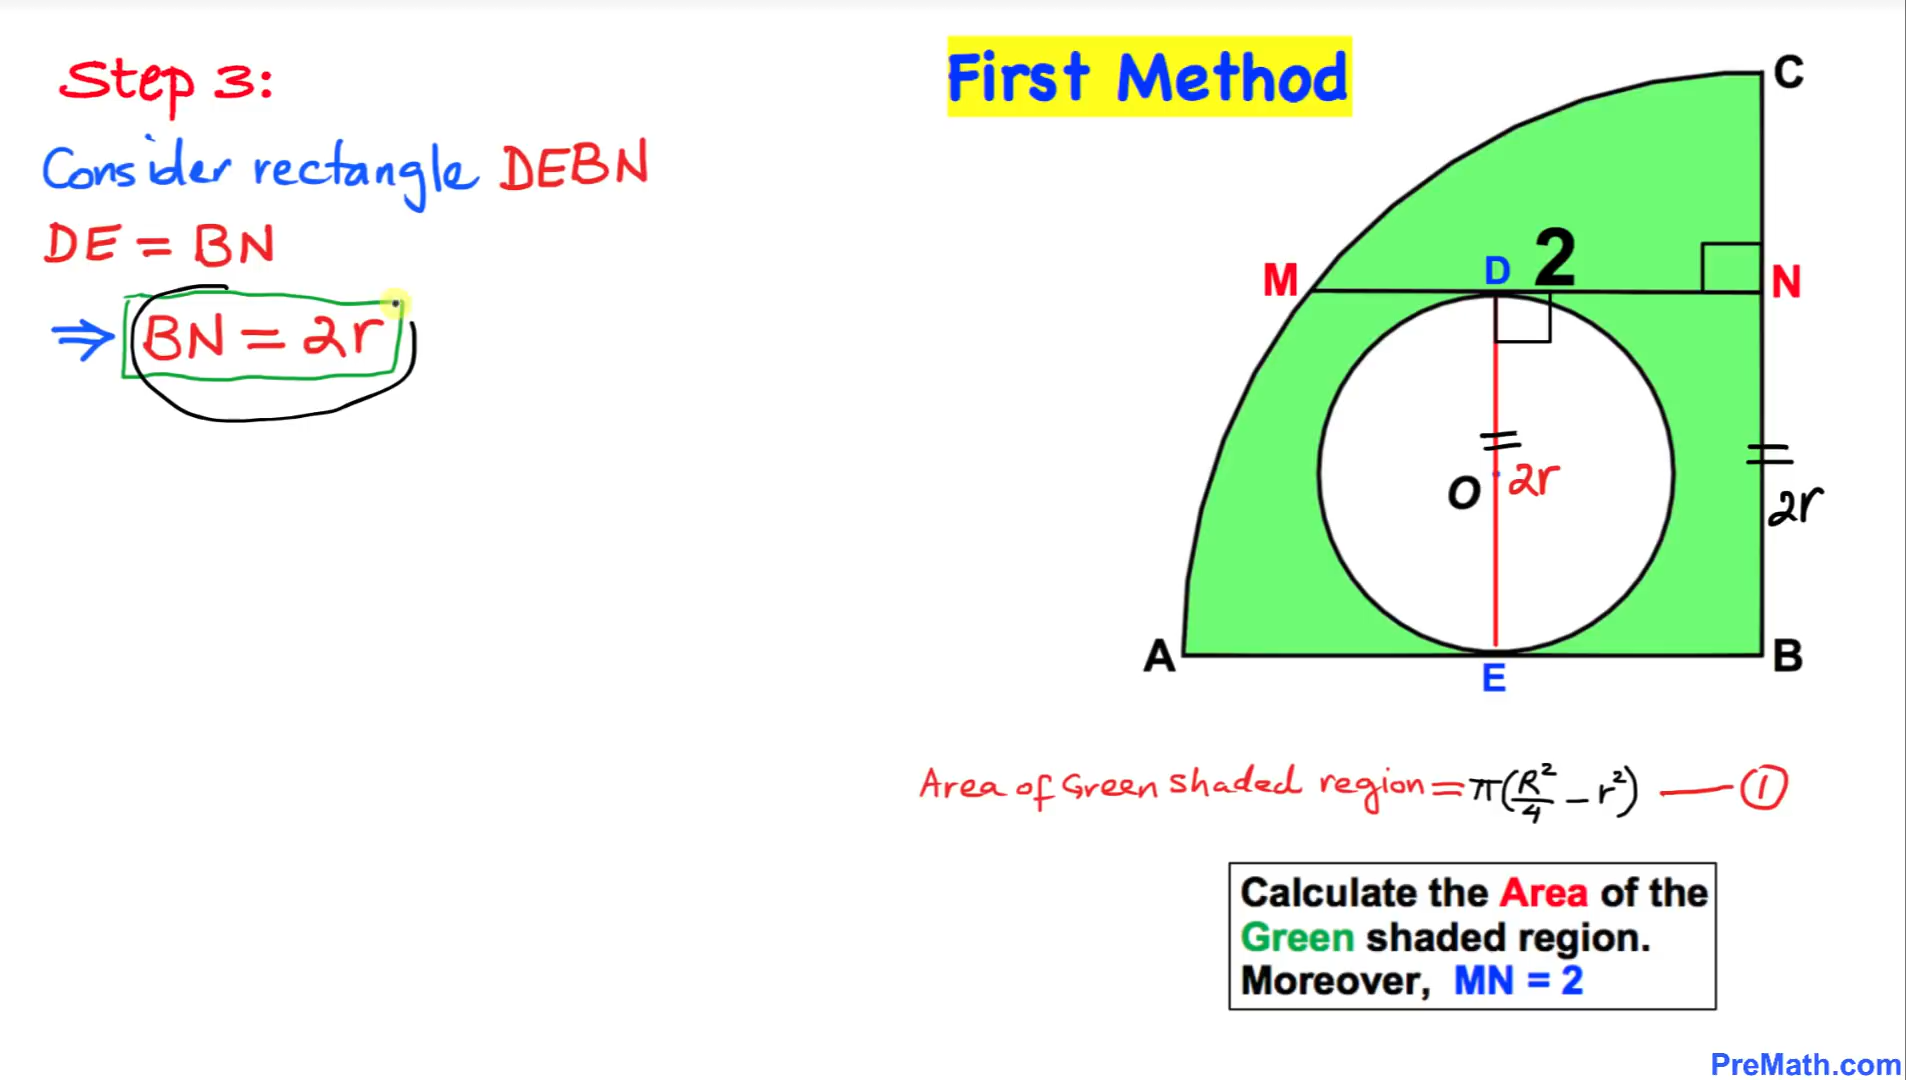 Step 3:
Consider rectangle DEBN
DE = BN
⇒ BN = 2r
First Method
C
M
D
2
N
O
2r
2r
A
B
E
Area of Green shaded region = π(R²/4 − r²) — ①
Calculate the Area of the
Green shaded region.
Moreover, MN = 2
PreMath.com